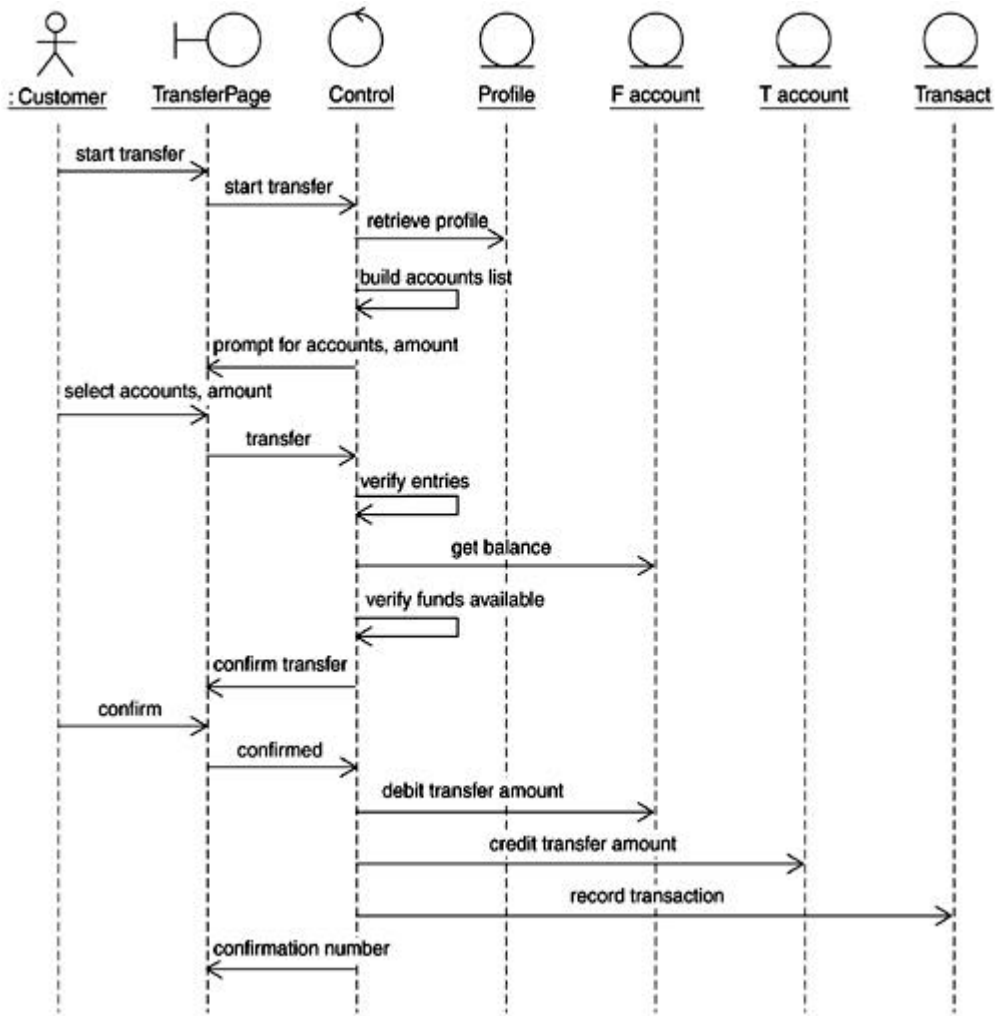 : Customer
TransferPage
Control
Profile
F account
T account
Transact
start transfer
start transfer
retrieve profile
build accounts list
prompt for accounts, amount
select accounts, amount
transfer
verify entries
get balance
verify funds available
confirm transfer
confirm
confirmed
debit transfer amount
credit transfer amount
record transaction
confirmation number